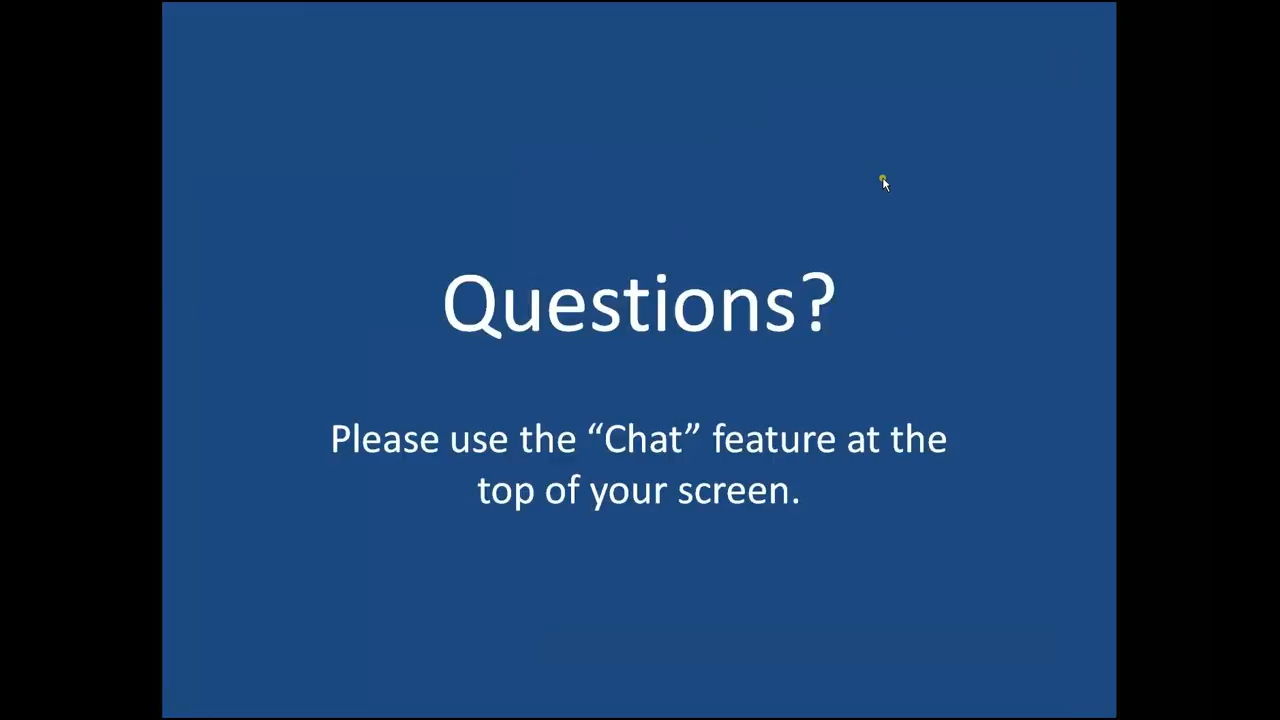 Questions?
Please use the “Chat” feature at the
top of your screen.